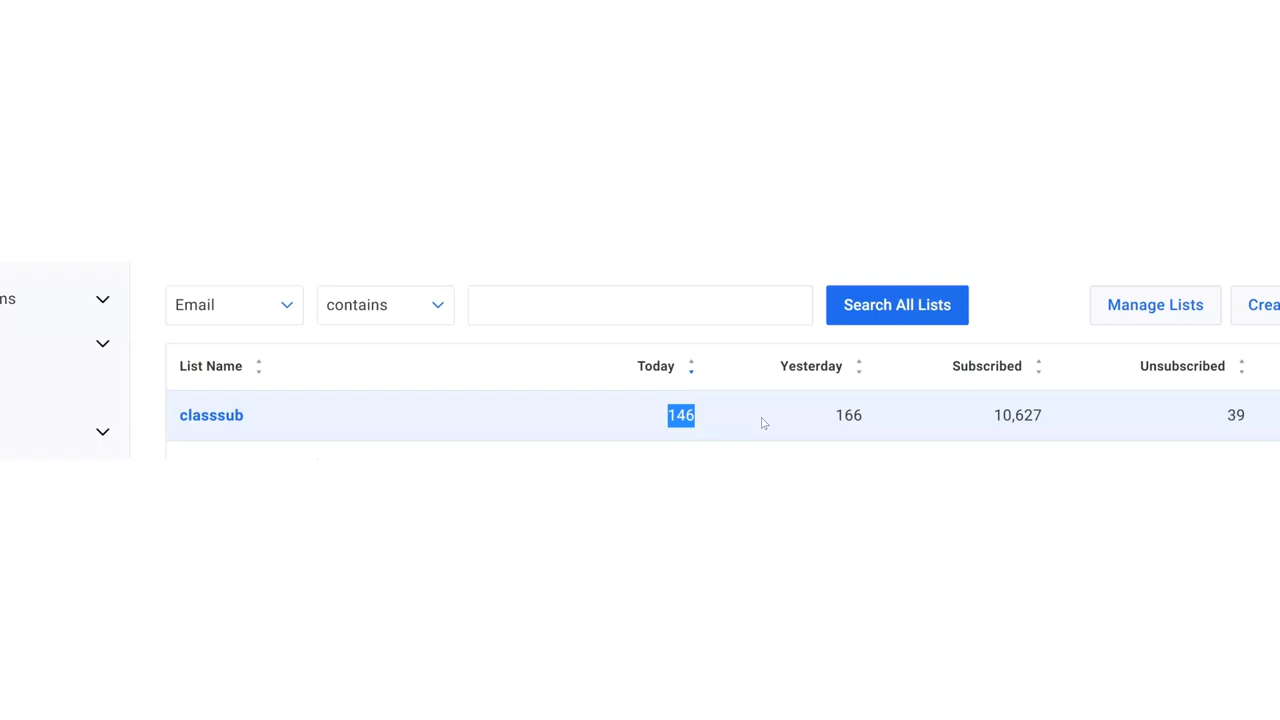 ms
Email contains Search All Lists Manage Lists Crea
List Name Today Yesterday Subscribed Unsubscribed
classsub 146 166 10,627 39